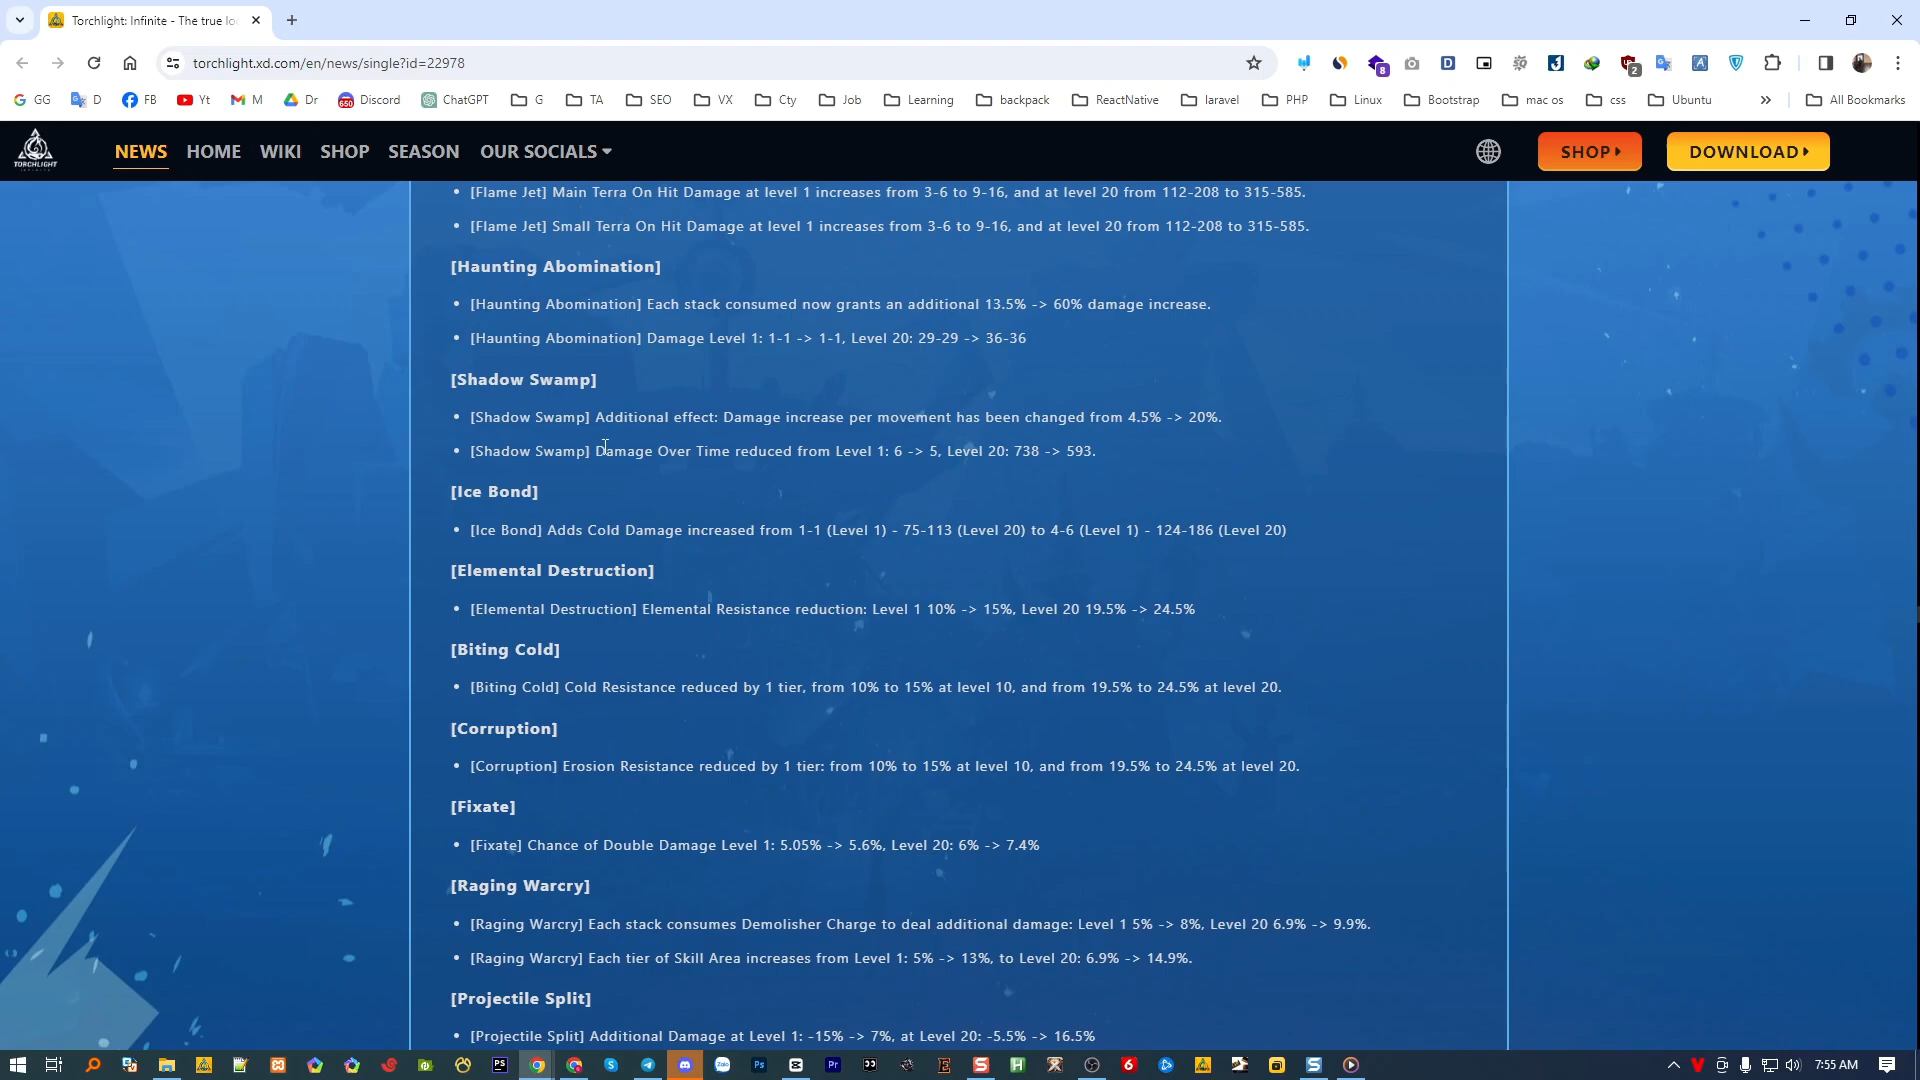 Torchlight: Infinite - The true lo
torchlight.xd.com/en/news/single?id=22978
8
2
GG D FB Yt M Dr Discord ChatGPT G TA SEO VX Cty Job Learning backpack ReactNative laravel PHP Linux Bootstrap mac os css Ubuntu All Bookmarks
TORCHLIGHT
NEWS HOME WIKI SHOP SEASON OUR SOCIALS SHOP DOWNLOAD
• [Flame Jet] Main Terra On Hit Damage at level 1 increases from 3-6 to 9-16, and at level 20 from 112-208 to 315-585.
• [Flame Jet] Small Terra On Hit Damage at level 1 increases from 3-6 to 9-16, and at level 20 from 112-208 to 315-585.
[Haunting Abomination]
• [Haunting Abomination] Each stack consumed now grants an additional 13.5% -> 60% damage increase.
• [Haunting Abomination] Damage Level 1: 1-1 -> 1-1, Level 20: 29-29 -> 36-36
[Shadow Swamp]
• [Shadow Swamp] Additional effect: Damage increase per movement has been changed from 4.5% -> 20%.
• [Shadow Swamp] Damage Over Time reduced from Level 1: 6 -> 5, Level 20: 738 -> 593.
[Ice Bond]
• [Ice Bond] Adds Cold Damage increased from 1-1 (Level 1) - 75-113 (Level 20) to 4-6 (Level 1) - 124-186 (Level 20)
[Elemental Destruction]
• [Elemental Destruction] Elemental Resistance reduction: Level 1 10% -> 15%, Level 20 19.5% -> 24.5%
[Biting Cold]
• [Biting Cold] Cold Resistance reduced by 1 tier, from 10% to 15% at level 10, and from 19.5% to 24.5% at level 20.
[Corruption]
• [Corruption] Erosion Resistance reduced by 1 tier: from 10% to 15% at level 10, and from 19.5% to 24.5% at level 20.
[Fixate]
• [Fixate] Chance of Double Damage Level 1: 5.05% -> 5.6%, Level 20: 6% -> 7.4%
[Raging Warcry]
• [Raging Warcry] Each stack consumes Demolisher Charge to deal additional damage: Level 1 5% -> 8%, Level 20 6.9% -> 9.9%.
• [Raging Warcry] Each tier of Skill Area increases from Level 1: 5% -> 13%, to Level 20: 6.9% -> 14.9%.
[Projectile Split]
• [Projectile Split] Additional Damage at Level 1: -15% -> 7%, at Level 20: -5.5% -> 16.5%
7:55 AM